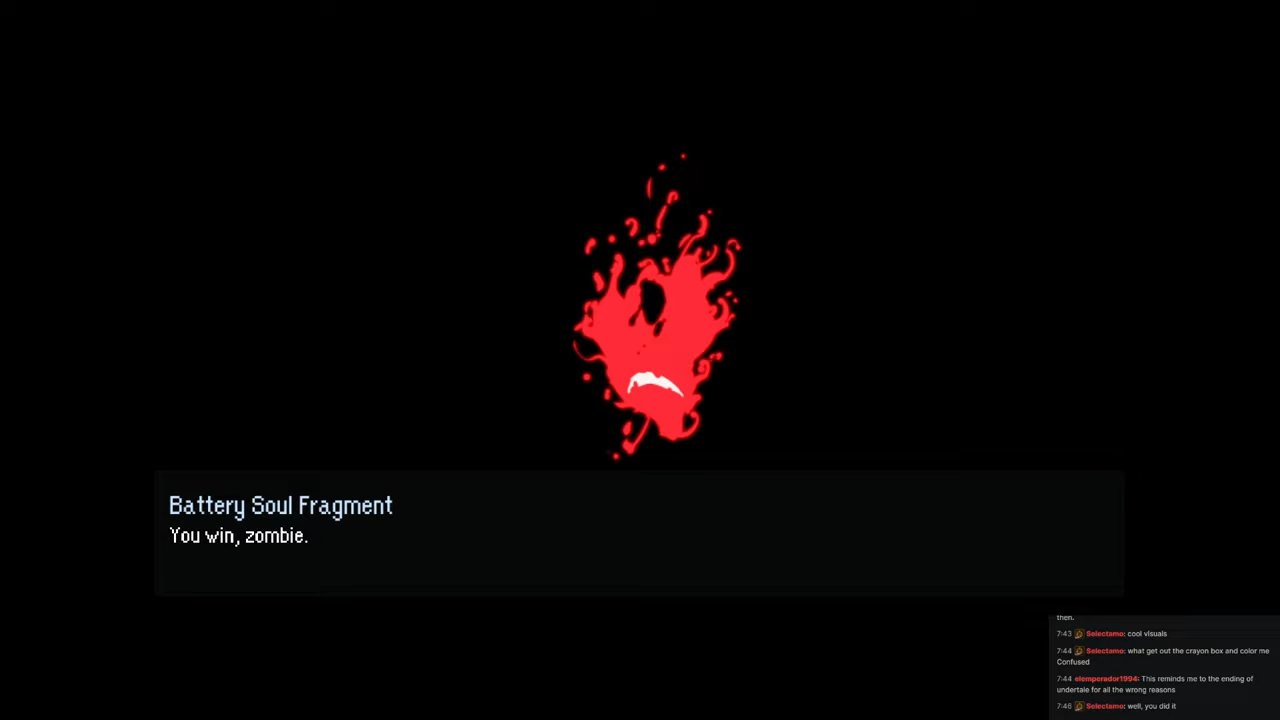 Battery Soul Fragment
You win, zombie.
then.
7:43 Selectamo: cool visuals
7:44 Selectamo: what get out the crayon box and color me
Confused
7:44 elemperador1994: This reminds me to the ending of
undertale for all the wrong reasons
7:46 Selectamo: well, you did it